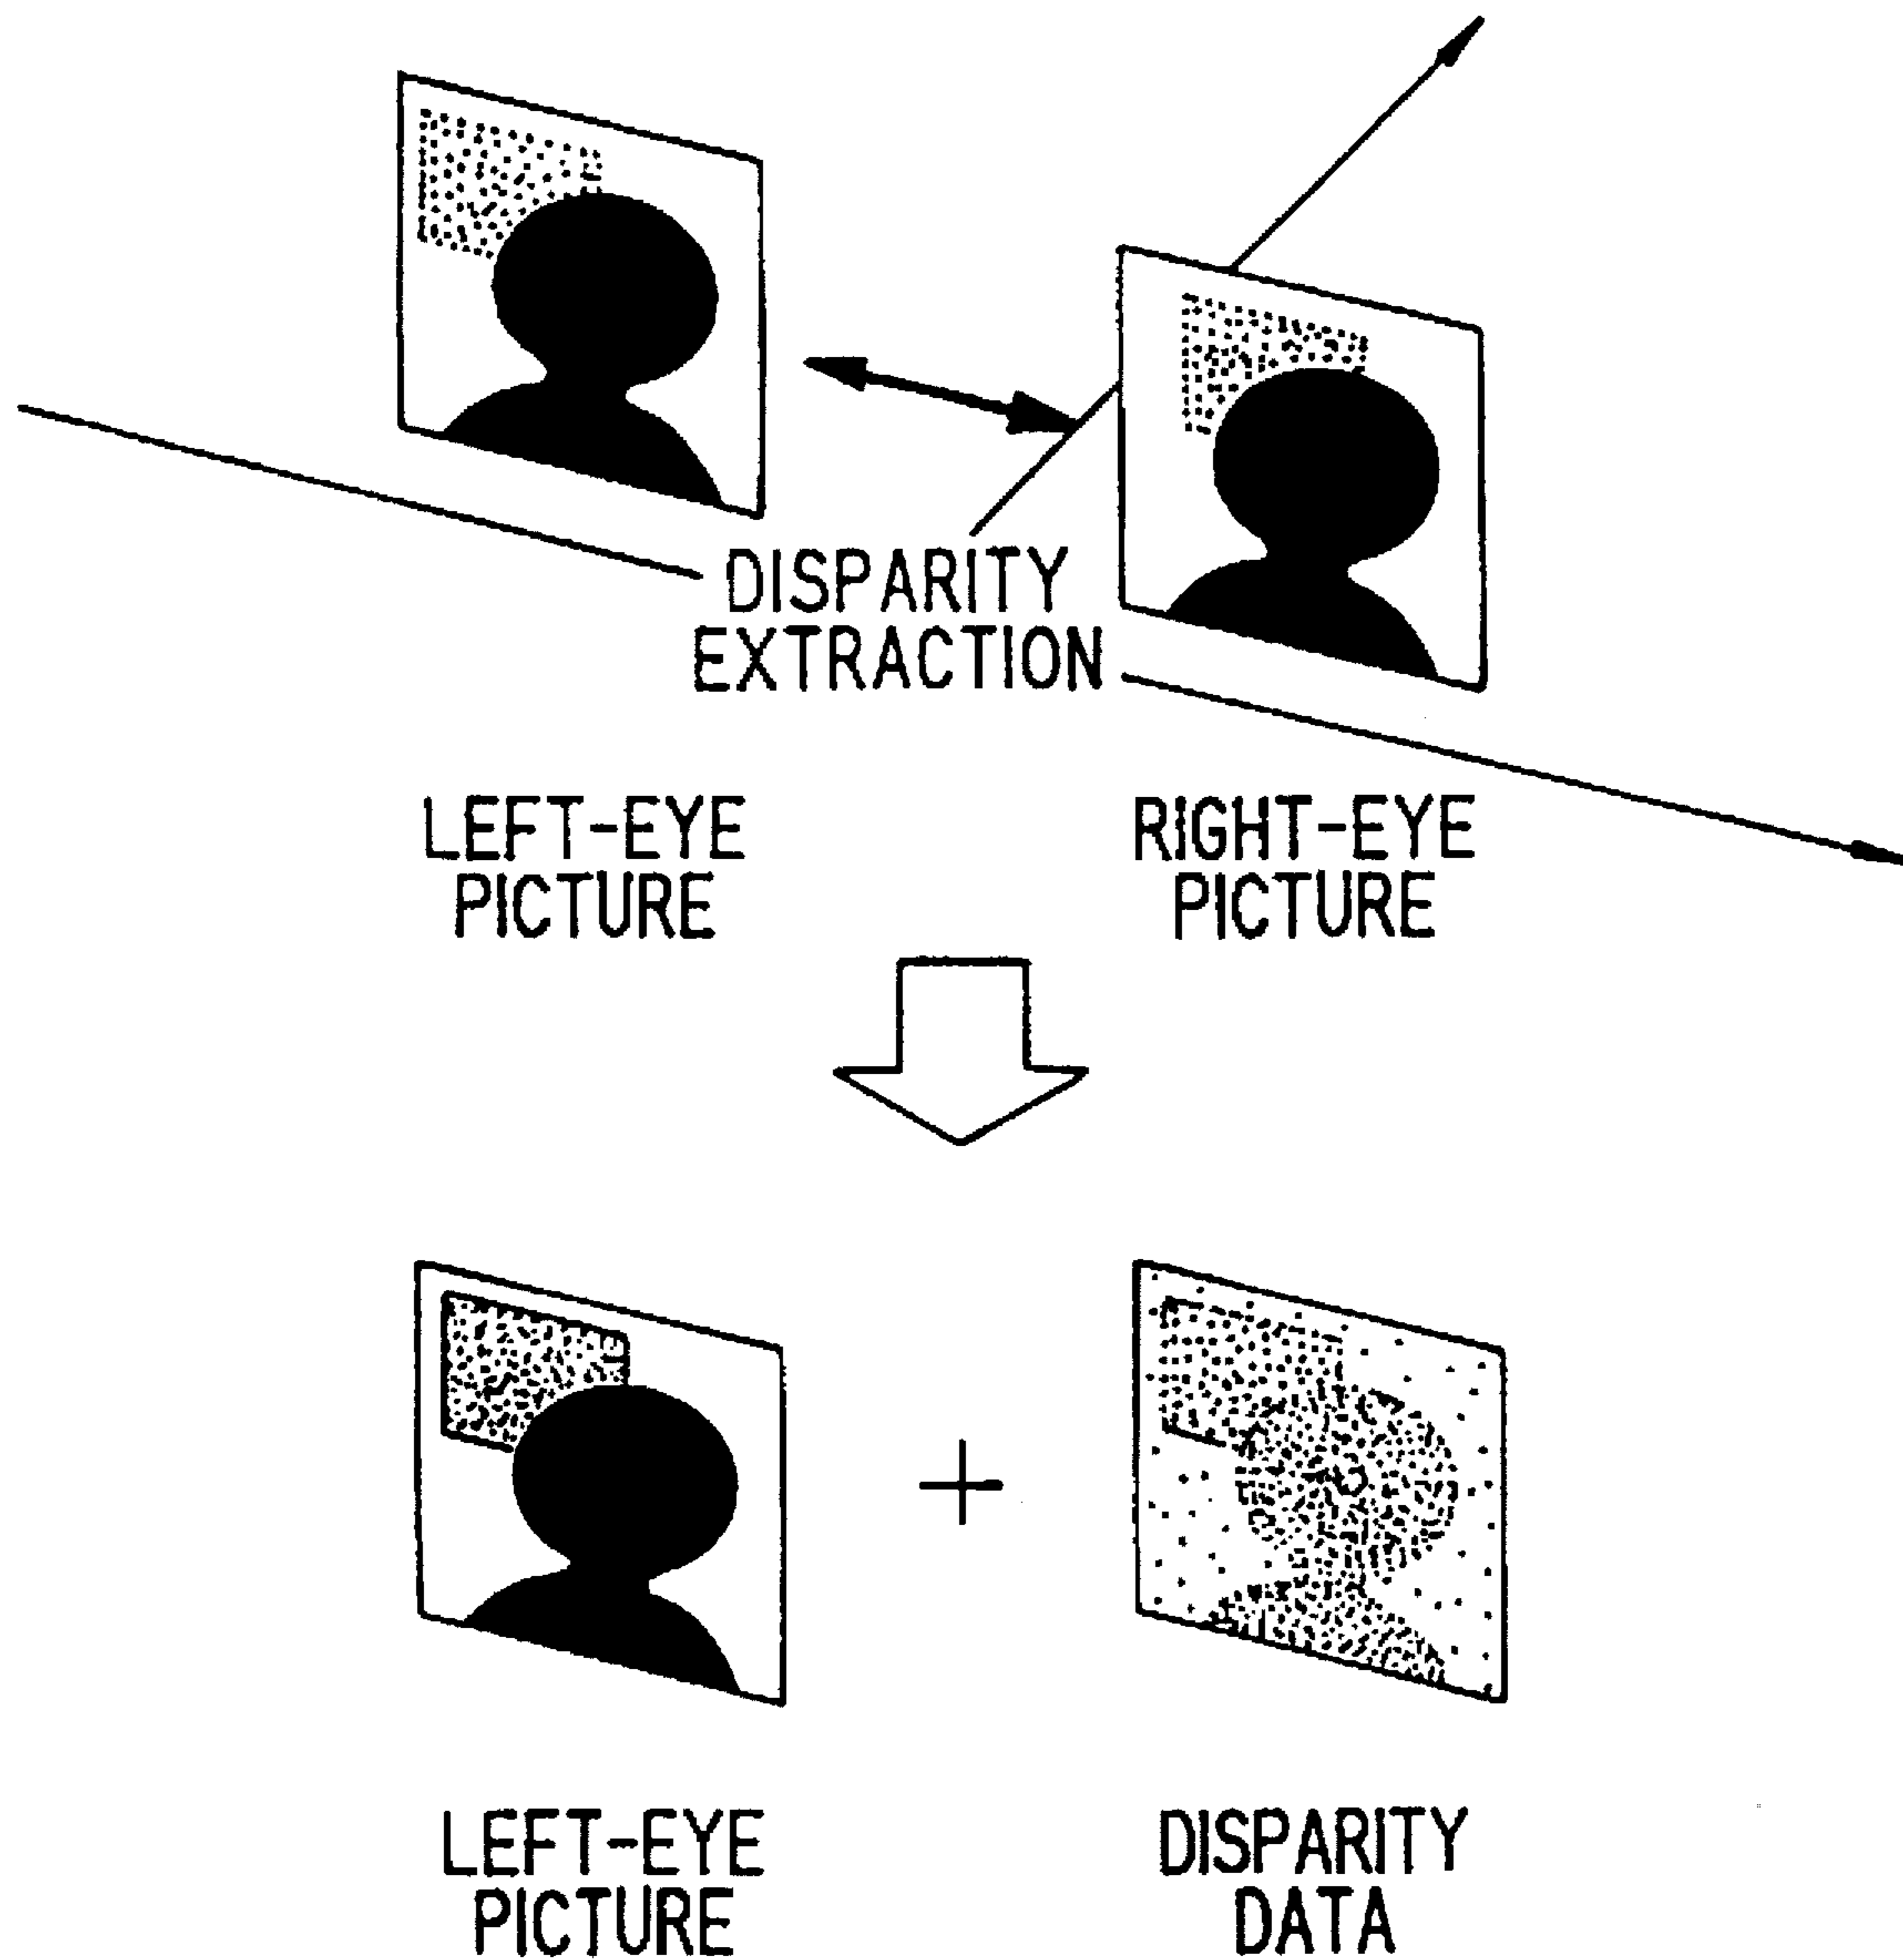 DISPARITY
EXTRACTION
LEFT-EYE
PICTURE
RIGHT-EYE
PICTURE
LEFT-EYE
PICTURE
DISPARITY
DATA